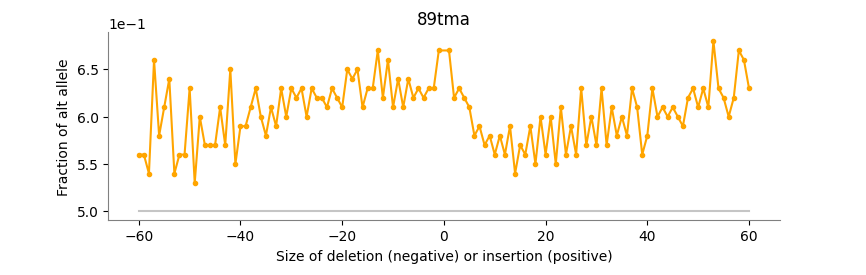 89tma
1e−1
Fraction of alt allele
6.5
6.0
5.5
5.0
−60 −40 −20 0 20 40 60
Size of deletion (negative) or insertion (positive)